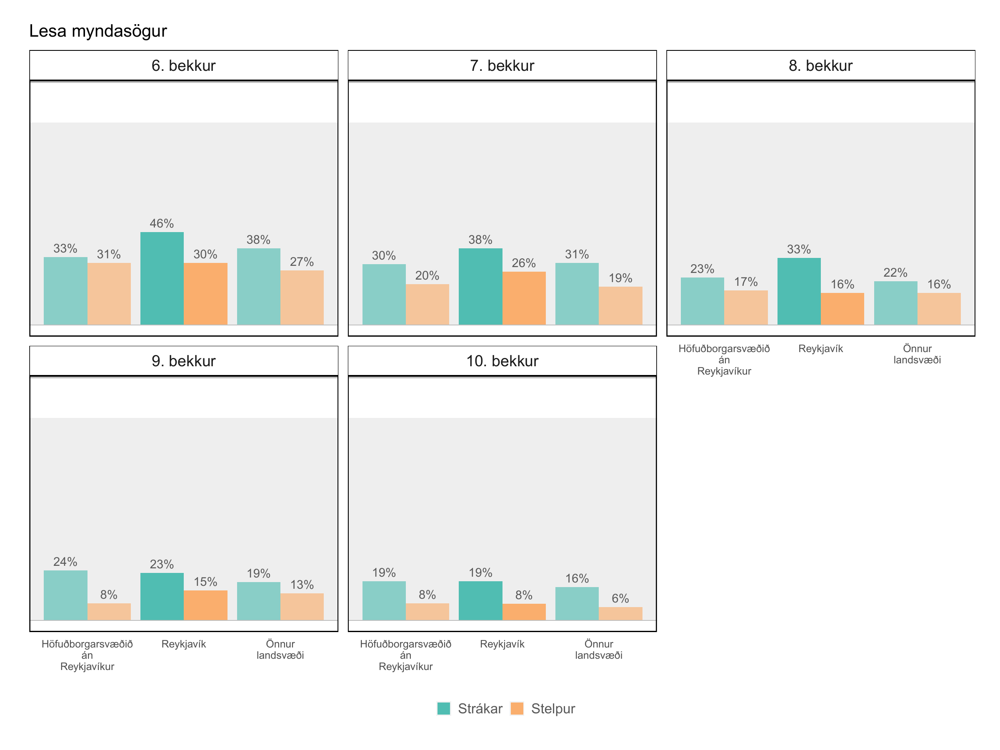 Lesa myndasögur
6. bekkur
7. bekkur
8. bekkur
33%
31%
46%
30%
38%
27%
30%
20%
38%
26%
31%
19%
23%
17%
33%
16%
22%
16%
Höfuðborgarsvæðið
án
Reykjavíkur
Reykjavík
Önnur
landsvæði
9. bekkur
10. bekkur
24%
8%
23%
15%
19%
13%
19%
8%
19%
8%
16%
6%
Höfuðborgarsvæðið
án
Reykjavíkur
Reykjavík
Önnur
landsvæði
Höfuðborgarsvæðið
án
Reykjavíkur
Reykjavík
Önnur
landsvæði
Strákar
Stelpur